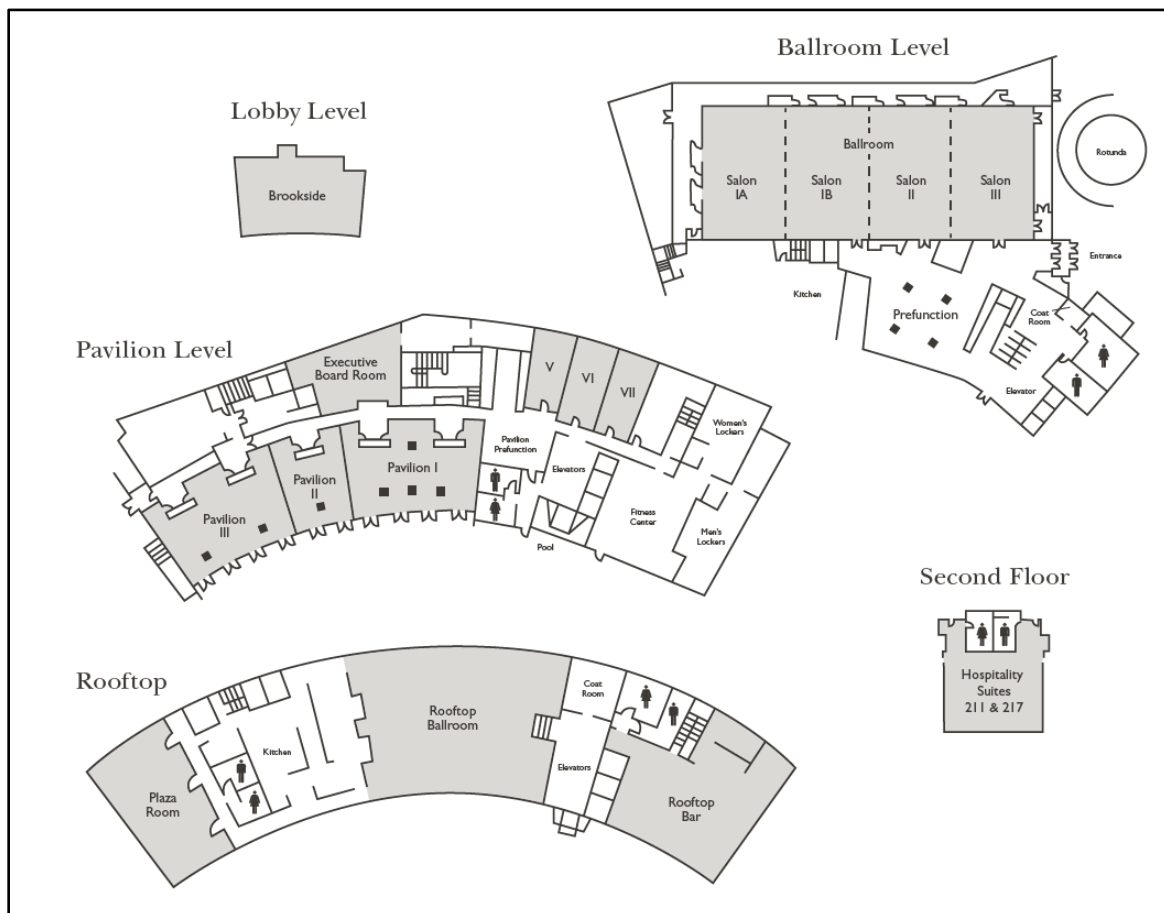 Ballroom Level
Lobby Level
Brookside
Ballroom
Salon
IA
Salon
IB
Salon
II
Salon
III
Rotunda
Entrance
Kitchen
Prefunction
Coat
Room
Elevator
Pavilion Level
Executive
Board Room
V
VI
VII
Women's
Lockers
Pavilion
Prefunction
Elevators
Pavilion I
Pavilion
II
Pavilion
III
Fitness
Center
Men's
Lockers
Pool
Second Floor
Hospitality
Suites
211 & 217
Rooftop
Coat
Room
Rooftop
Ballroom
Kitchen
Elevators
Plaza
Room
Rooftop
Bar